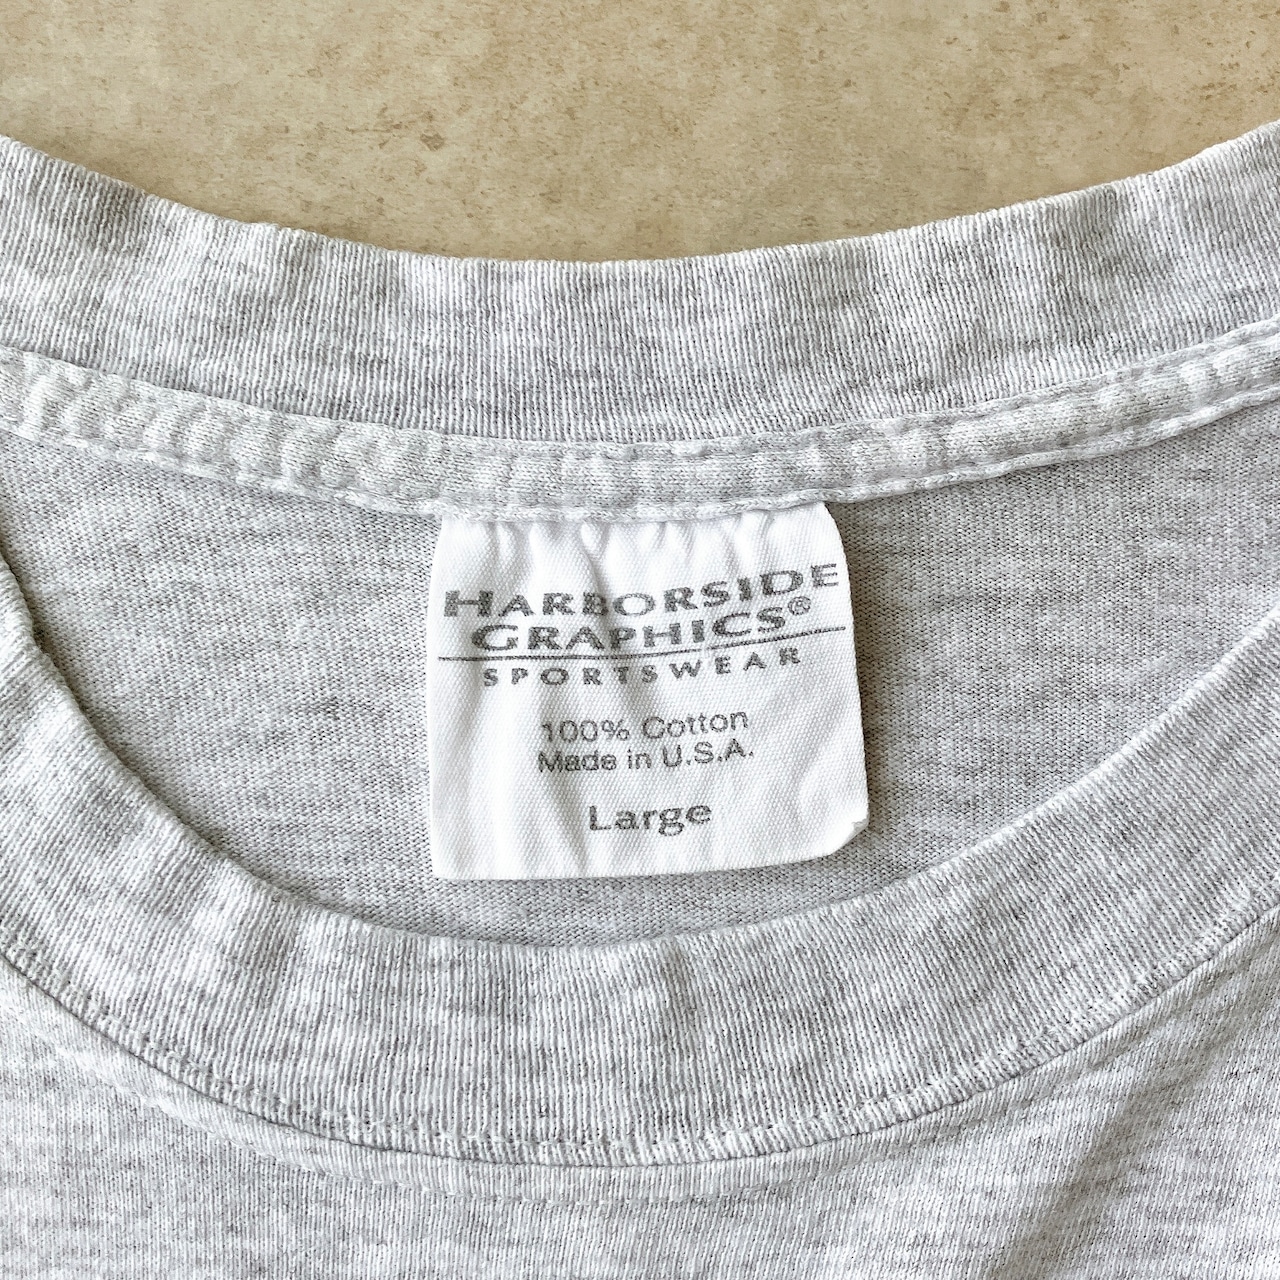 HARBORSIDE
GRAPHICS®
SPORTSWEAR
100% Cotton
Made in U.S.A.
Large